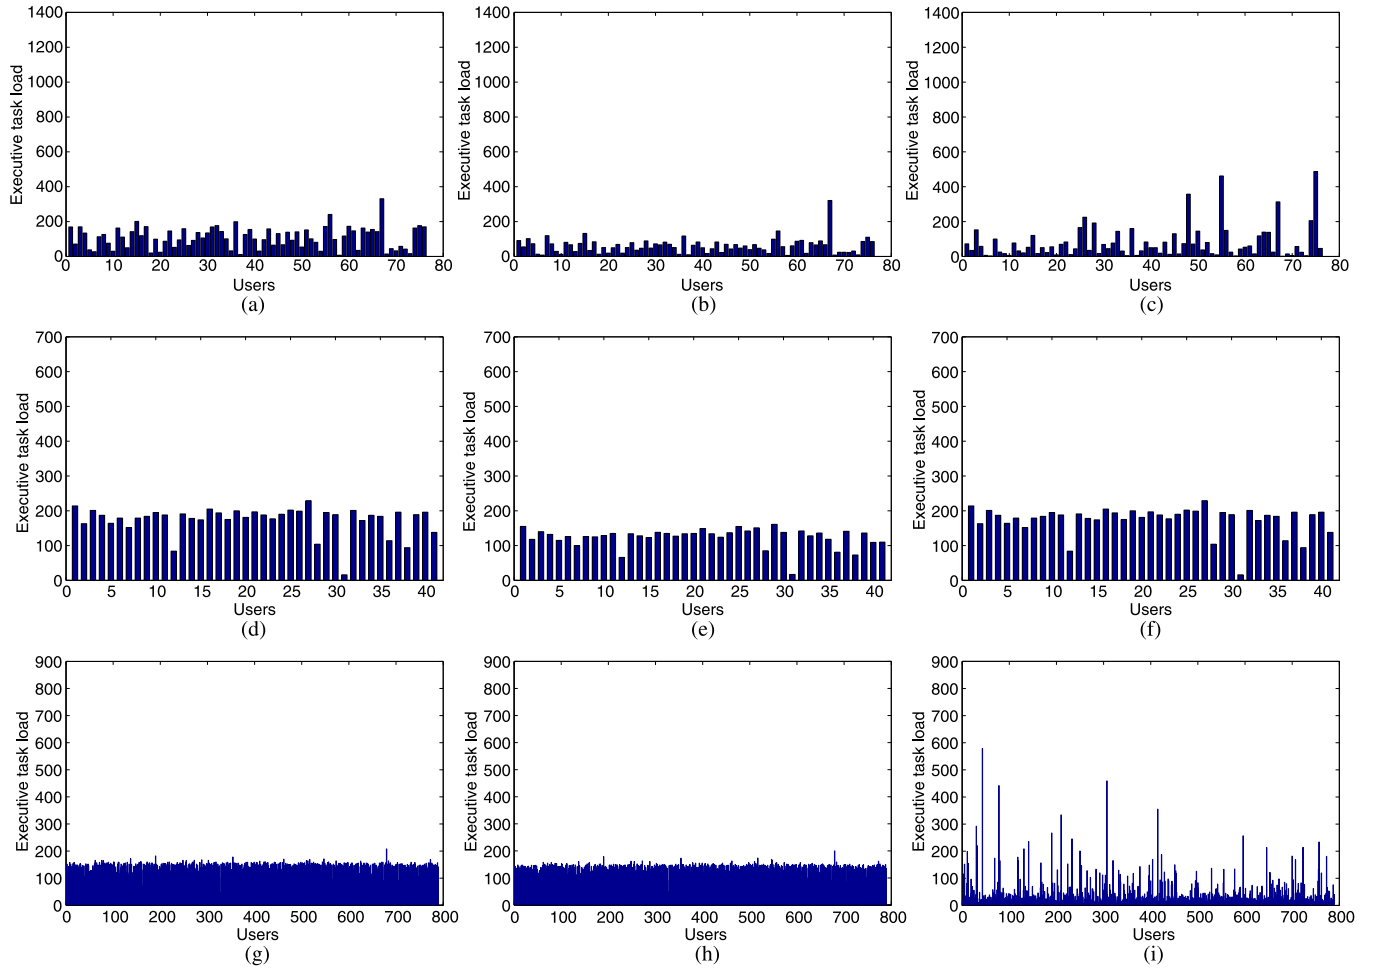 1400 1400 1400
1200 1200 1200
1000 1000 1000
800 800 800
600 600 600
400 400 400
200 200 200
0 0 0
Executive task load Executive task load Executive task load
0 10 20 30 40 50 60 70 80 0 10 20 30 40 50 60 70 80 0 10 20 30 40 50 60 70 80
Users Users Users
(a) (b) (c)
700 700 700
600 600 600
500 500 500
400 400 400
300 300 300
200 200 200
100 100 100
0 0 0
Executive task load Executive task load Executive task load
0 5 10 15 20 25 30 35 40 0 5 10 15 20 25 30 35 40 0 5 10 15 20 25 30 35 40
Users Users Users
(d) (e) (f)
900 900 900
800 800 800
700 700 700
600 600 600
500 500 500
400 400 400
300 300 300
200 200 200
100 100 100
0 0 0
Executive task load Executive task load Executive task load
0 100 200 300 400 500 600 700 800 0 100 200 300 400 500 600 700 800 0 100 200 300 400 500 600 700 800
Users Users Users
(g) (h) (i)